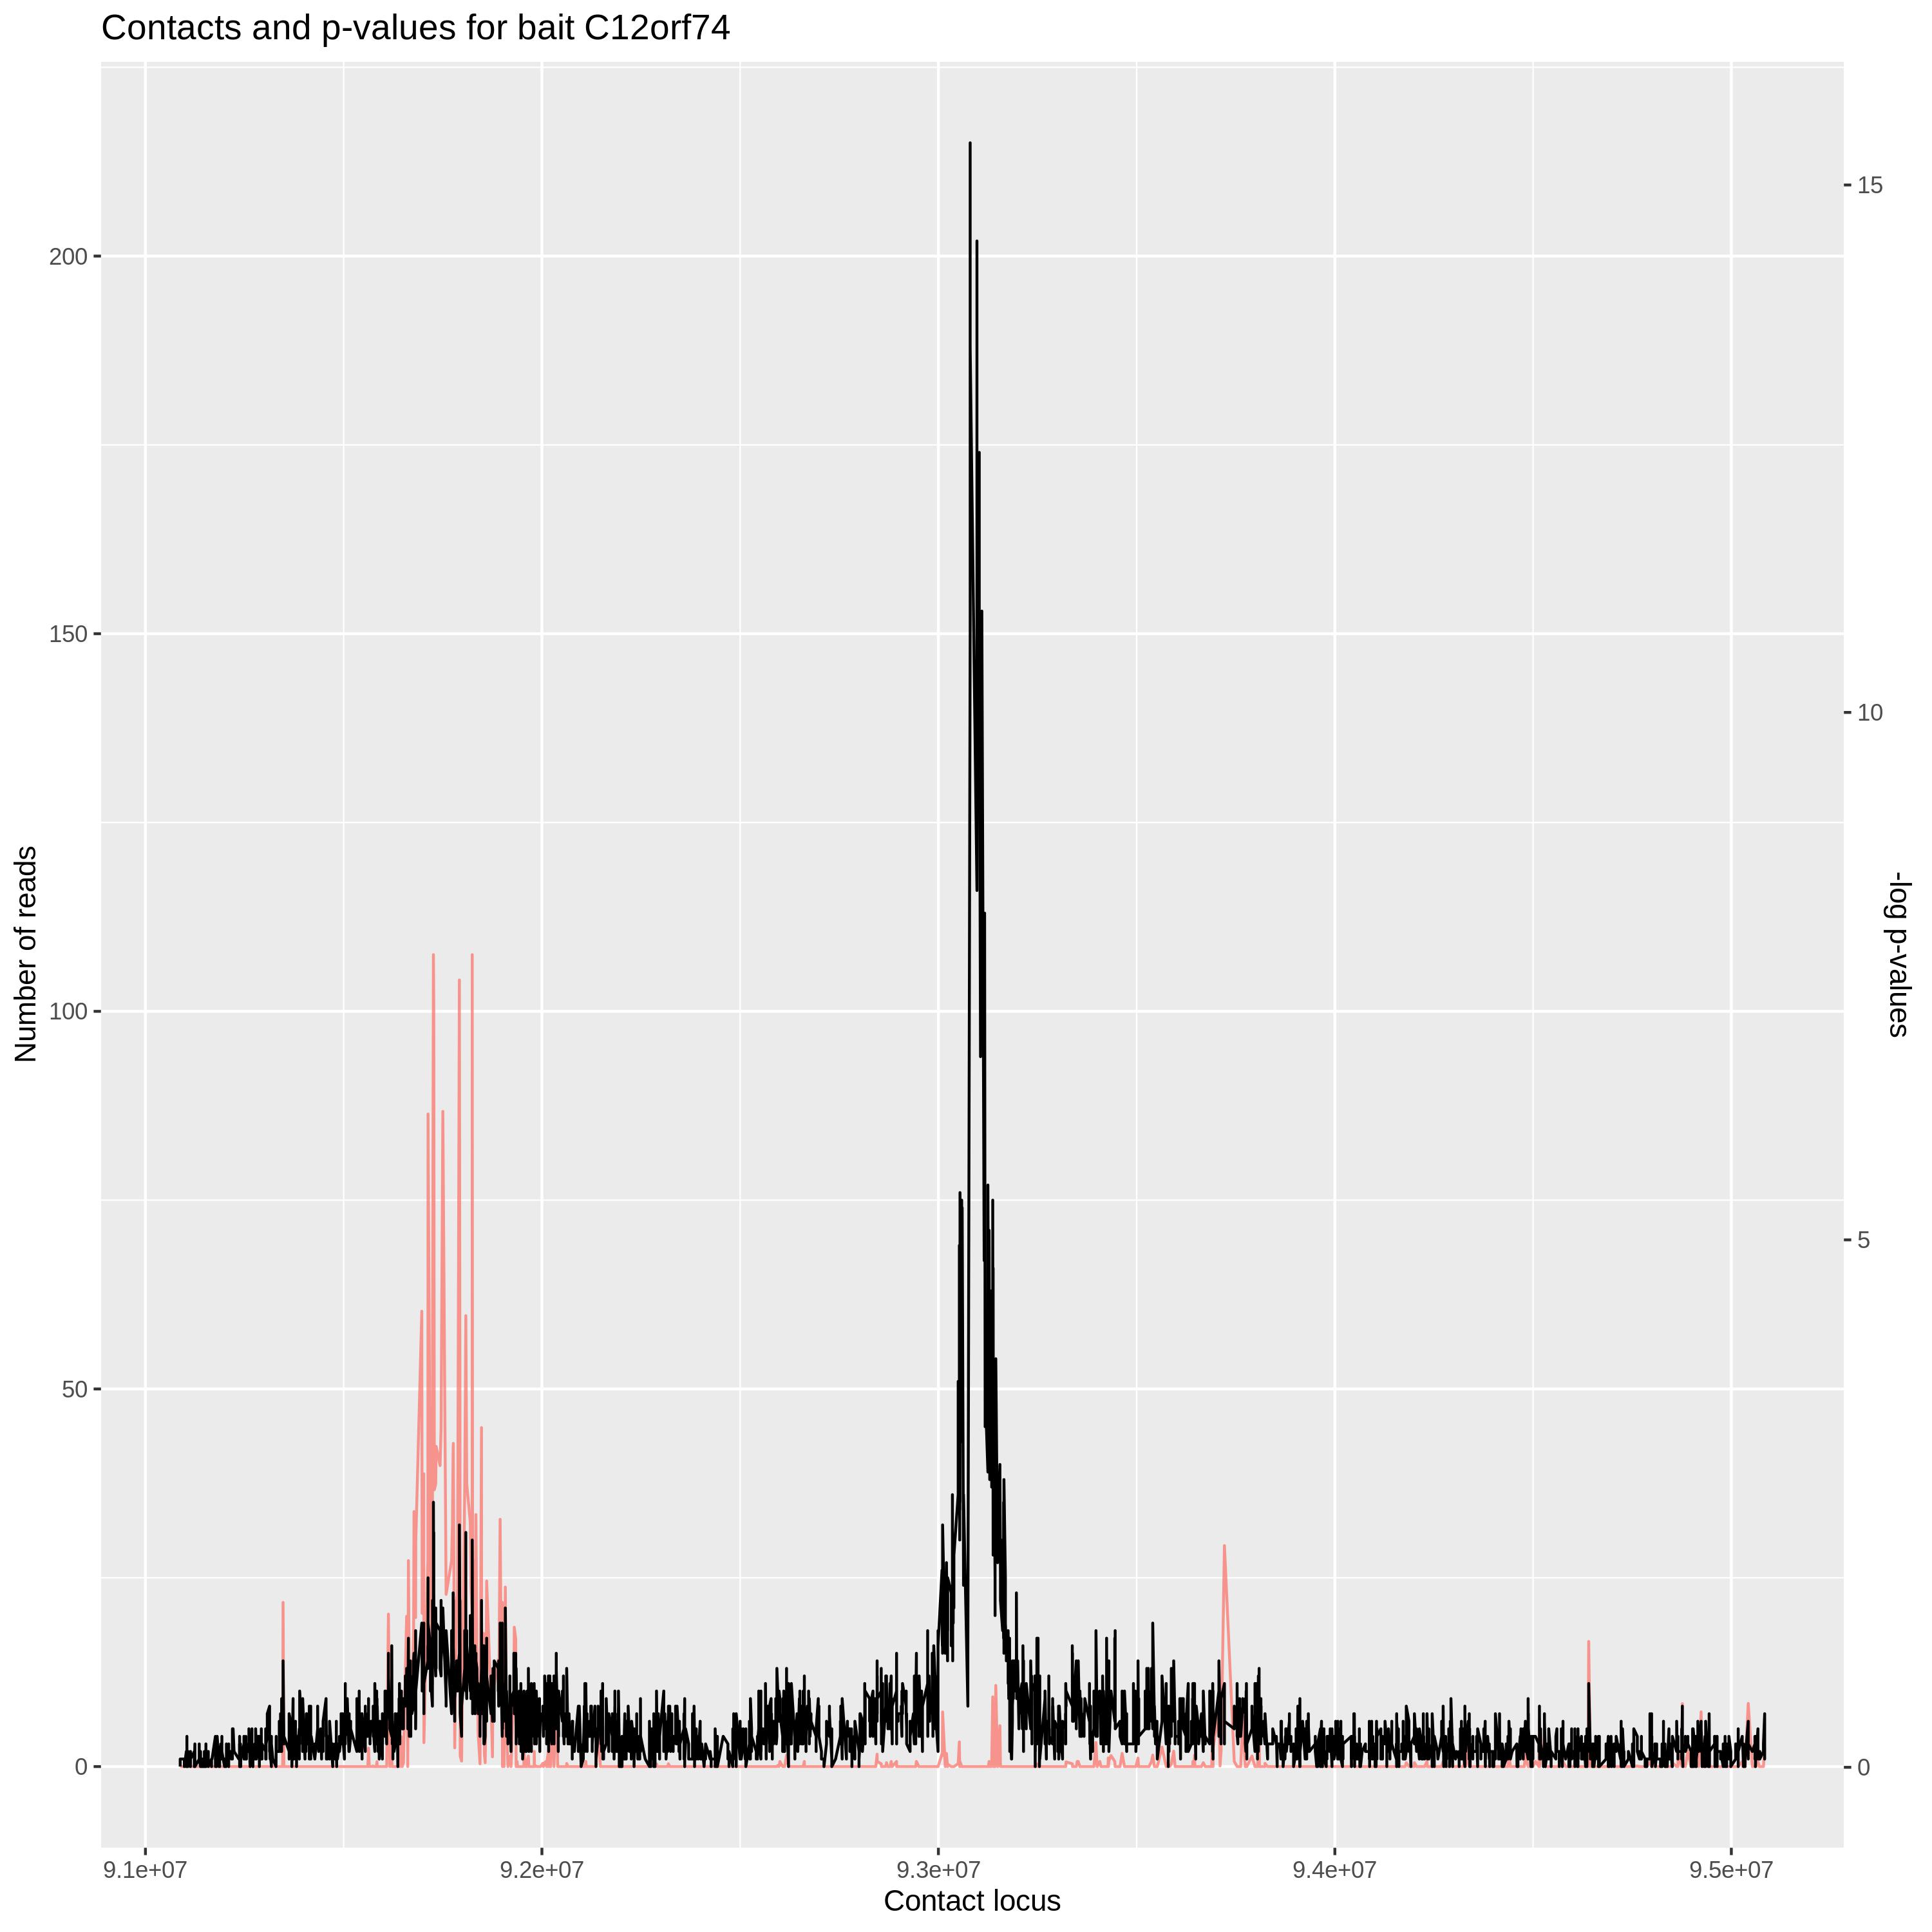 Contacts and p-values for bait C12orf74
200
150
100
50
0
Number of reads
15
10
5
0
-log p-values
9.1e+07 9.2e+07 9.3e+07 9.4e+07 9.5e+07
Contact locus